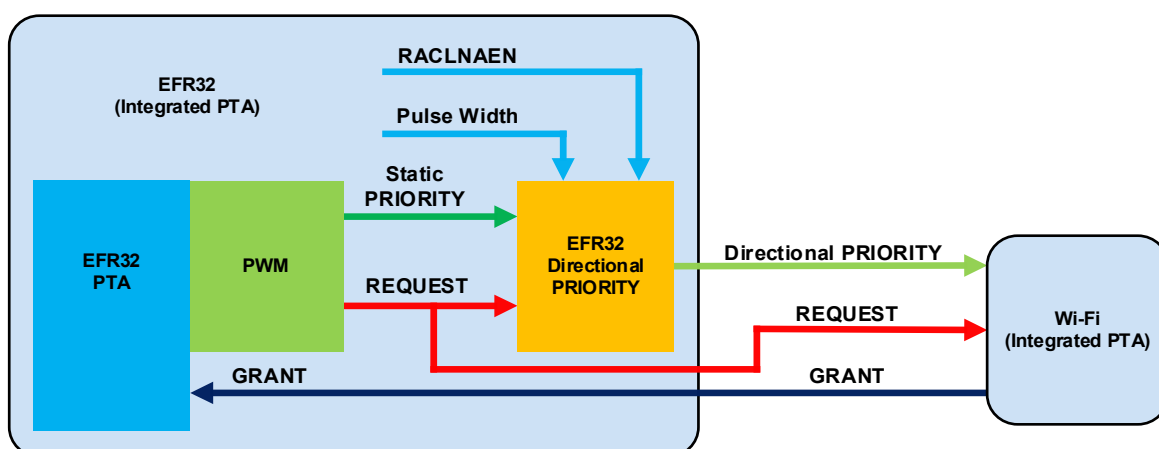 RACLNAEN
EFR32
(Integrated PTA)
Pulse Width
Static
PRIORITY
EFR32
PTA
PWM
EFR32
Directional
PRIORITY
Directional PRIORITY
REQUEST
REQUEST
Wi-Fi
(Integrated PTA)
GRANT
GRANT